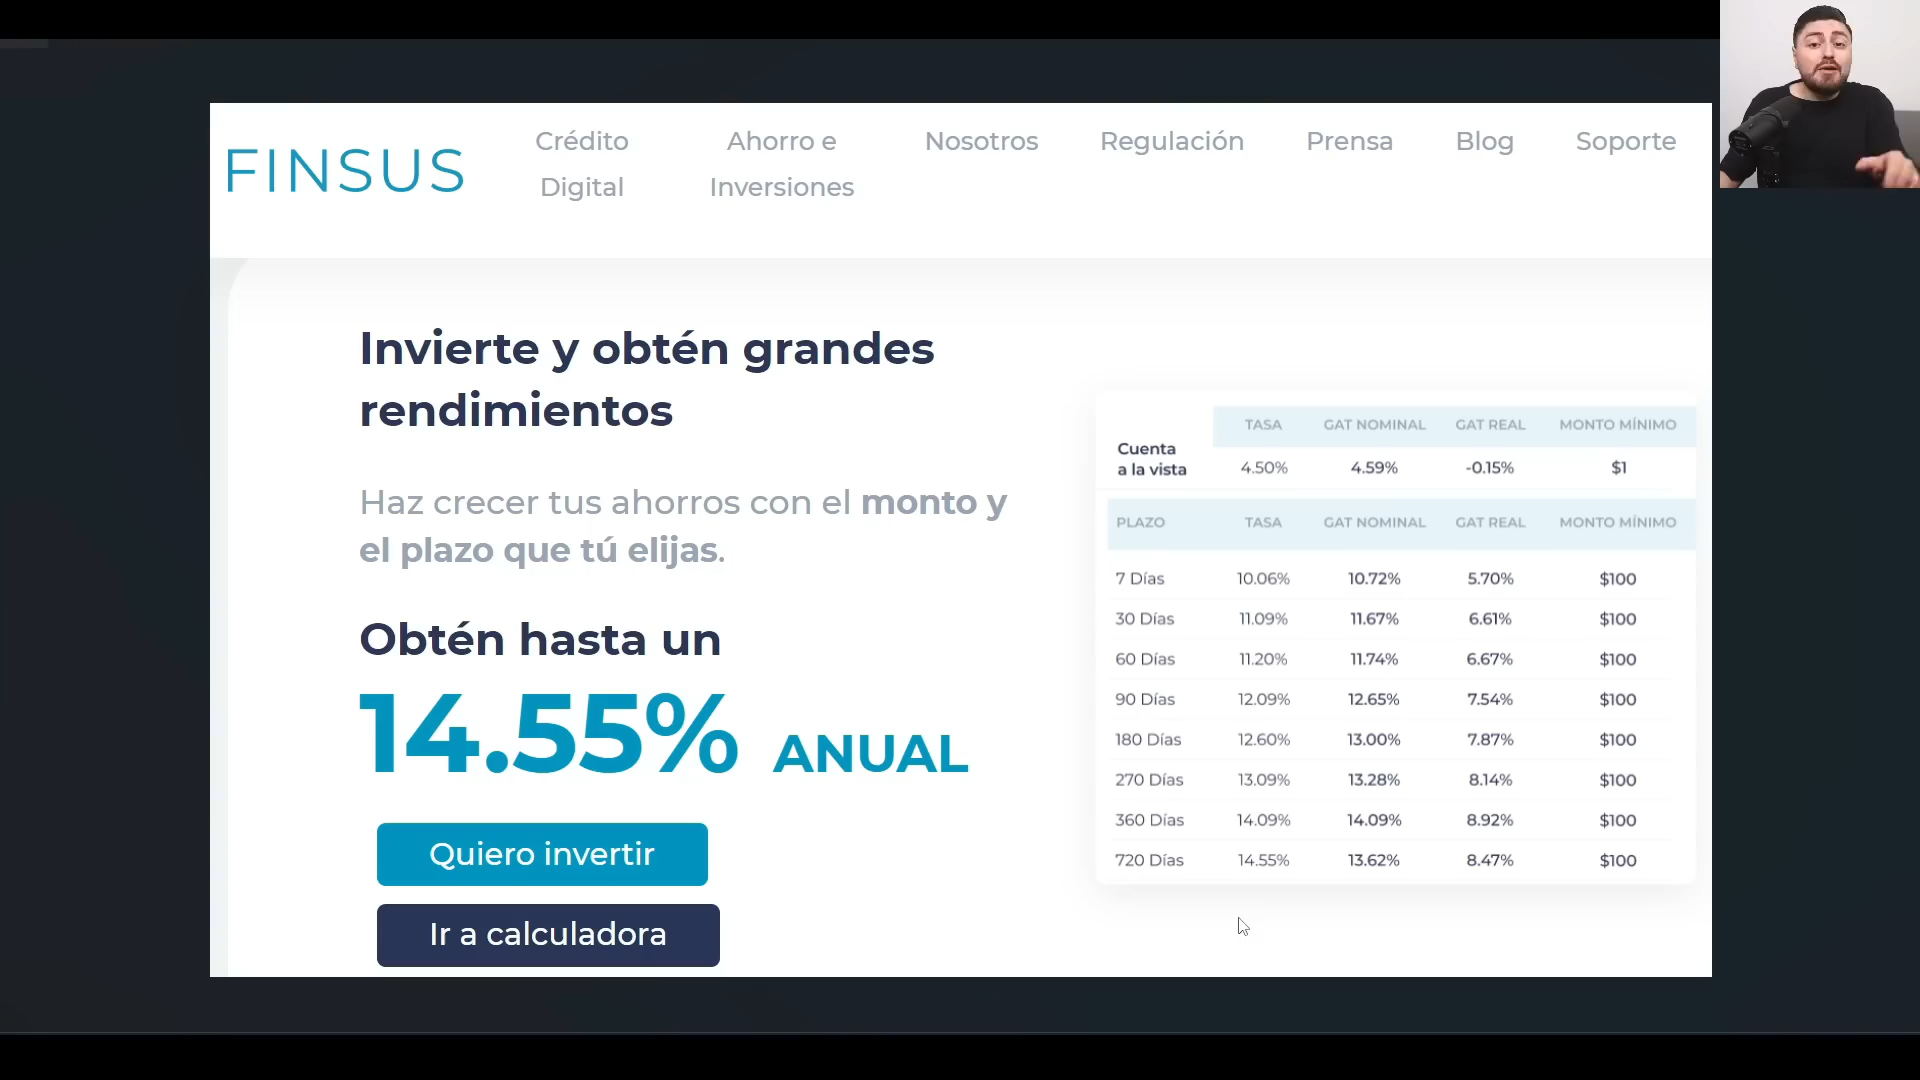 FINSUS
Crédito Digital
Ahorro e Inversiones
Nosotros
Regulación
Prensa
Blog
Soporte
Invierte y obtén grandes
rendimientos
Haz crecer tus ahorros con el monto y
el plazo que tú elijas.
Obtén hasta un
14.55% ANUAL
Quiero invertir
Ir a calculadora
TASA GAT NOMINAL GAT REAL MONTO MÍNIMO
Cuenta a la vista 4.50% 4.59% -0.15% $1
PLAZO TASA GAT NOMINAL GAT REAL MONTO MÍNIMO
7 Días 10.06% 10.72% 5.70% $100
30 Días 11.09% 11.67% 6.61% $100
60 Días 11.20% 11.74% 6.67% $100
90 Días 12.09% 12.65% 7.54% $100
180 Días 12.60% 13.00% 7.87% $100
270 Días 13.09% 13.28% 8.14% $100
360 Días 14.09% 14.09% 8.92% $100
720 Días 14.55% 13.62% 8.47% $100